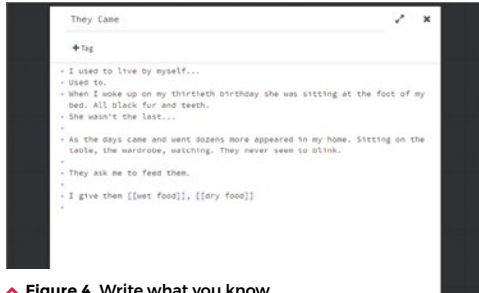 They Came
+Tag
I used to live by myself...
Used to.
When I woke up on my thirtieth birthday she was sitting at the foot of my
bed. All black fur and teeth.
She wasn't the last...
As the days came and went dozens more appeared in my home. Sitting on the
table, the wardrobe, watching. They never seem to blink.
They ask me to feed them.
I give them [[wet food]], [[dry food]]
Figure 4 Write what you know